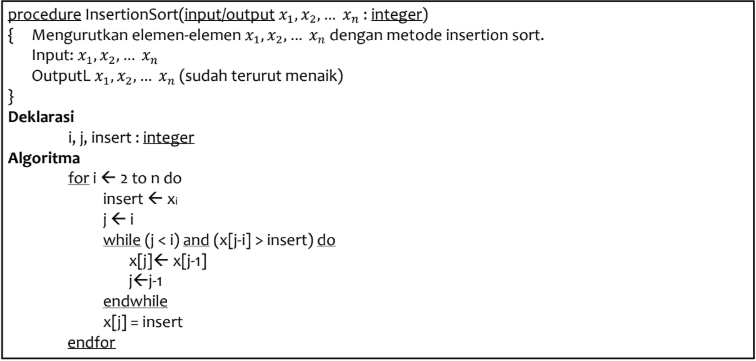 procedure InsertionSort(input/output x₁, x₂, ... xₙ : integer)
{ Mengurutkan elemen-elemen x₁, x₂, ... xₙ dengan metode insertion sort.
Input: x₁, x₂, ... xₙ
OutputL x₁, x₂, ... xₙ (sudah terurut menaik)
}
Deklarasi
i, j, insert : integer
Algoritma
for i ← 2 to n do
insert ← xᵢ
j ← i
while (j < i) and (x[j-i] > insert) do
x[j]← x[j-1]
j←j-1
endwhile
x[j] = insert
endfor